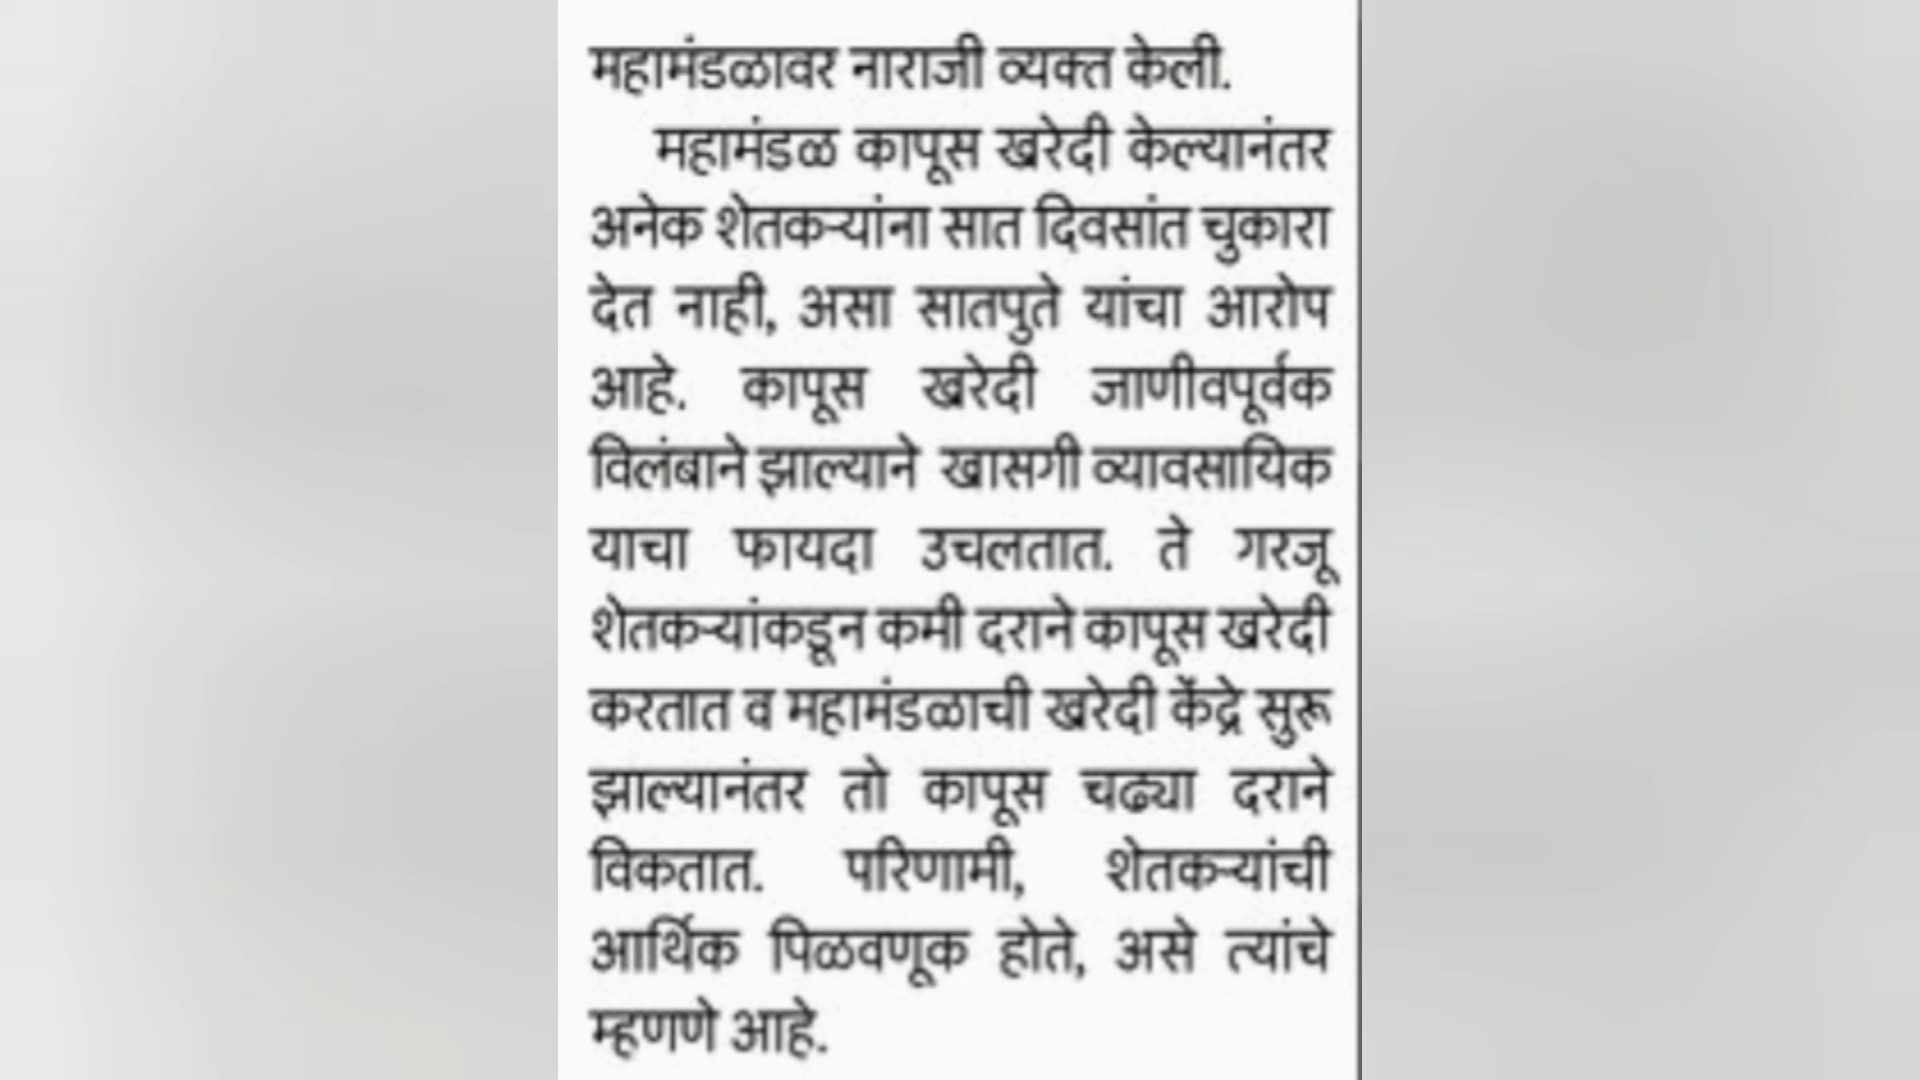 महामंडळावर नाराजी व्यक्त केली.
महामंडळ कापूस खरेदी केल्यानंतर
अनेक शेतकऱ्यांना सात दिवसांत चुकारा
देत नाही, असा सातपुते यांचा आरोप
आहे. कापूस खरेदी जाणीवपूर्वक
विलंबाने झाल्याने खासगी व्यावसायिक
याचा फायदा उचलतात. ते गरजू
शेतकऱ्यांकडून कमी दराने कापूस खरेदी
करतात व महामंडळाची खरेदी केंद्रे सुरू
झाल्यानंतर तो कापूस चढ्या दराने
विकतात. परिणामी, शेतकऱ्यांची
आर्थिक पिळवणूक होते, असे त्यांचे
म्हणणे आहे.